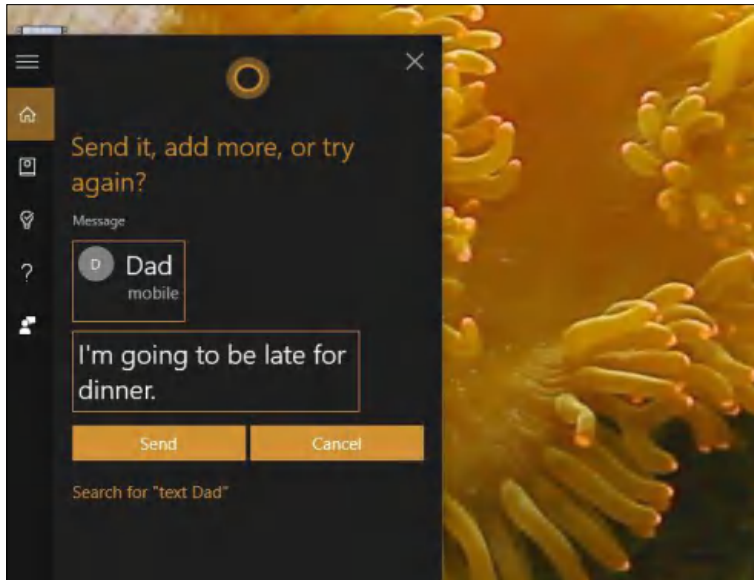 Send it, add more, or try
again?
Message
D
Dad
mobile
I'm going to be late for
dinner.
Send
Cancel
Search for "text Dad"